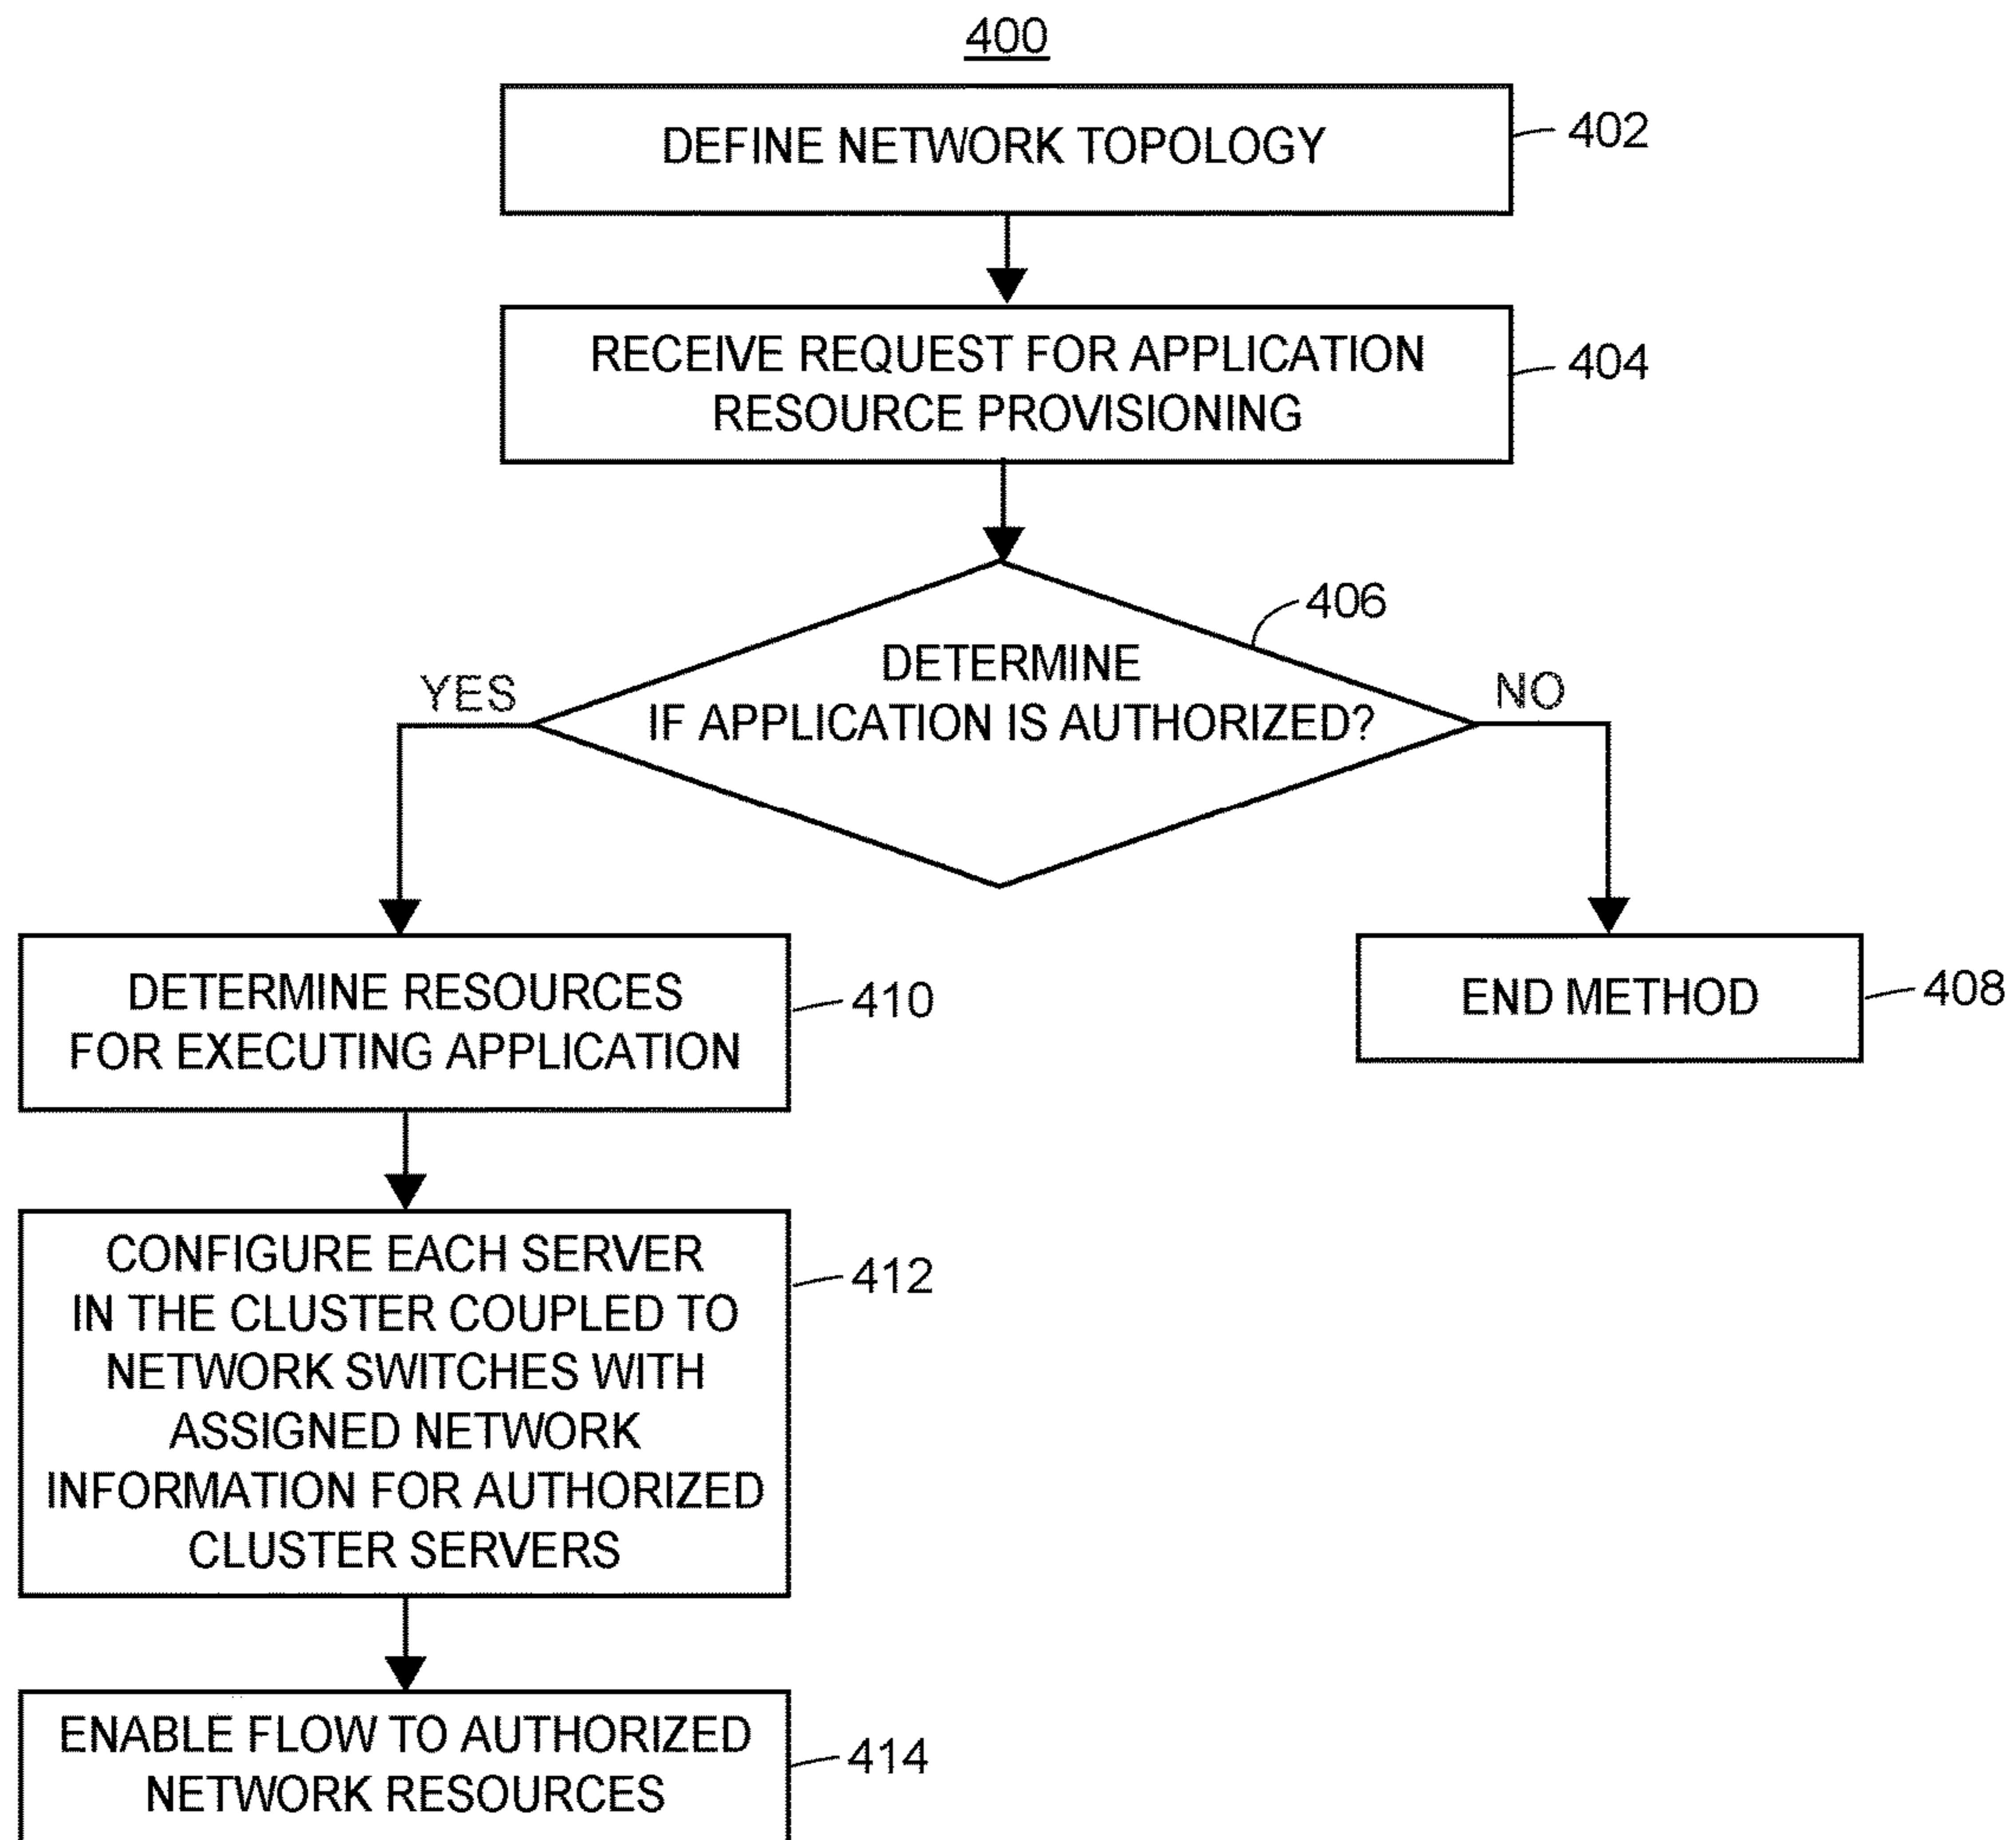 400
DEFINE NETWORK TOPOLOGY
402
RECEIVE REQUEST FOR APPLICATION
RESOURCE PROVISIONING
404
406
DETERMINE
IF APPLICATION IS AUTHORIZED?
YES
NO
DETERMINE RESOURCES
FOR EXECUTING APPLICATION
410
END METHOD
408
CONFIGURE EACH SERVER
IN THE CLUSTER COUPLED TO
NETWORK SWITCHES WITH
ASSIGNED NETWORK
INFORMATION FOR AUTHORIZED
CLUSTER SERVERS
412
ENABLE FLOW TO AUTHORIZED
NETWORK RESOURCES
414